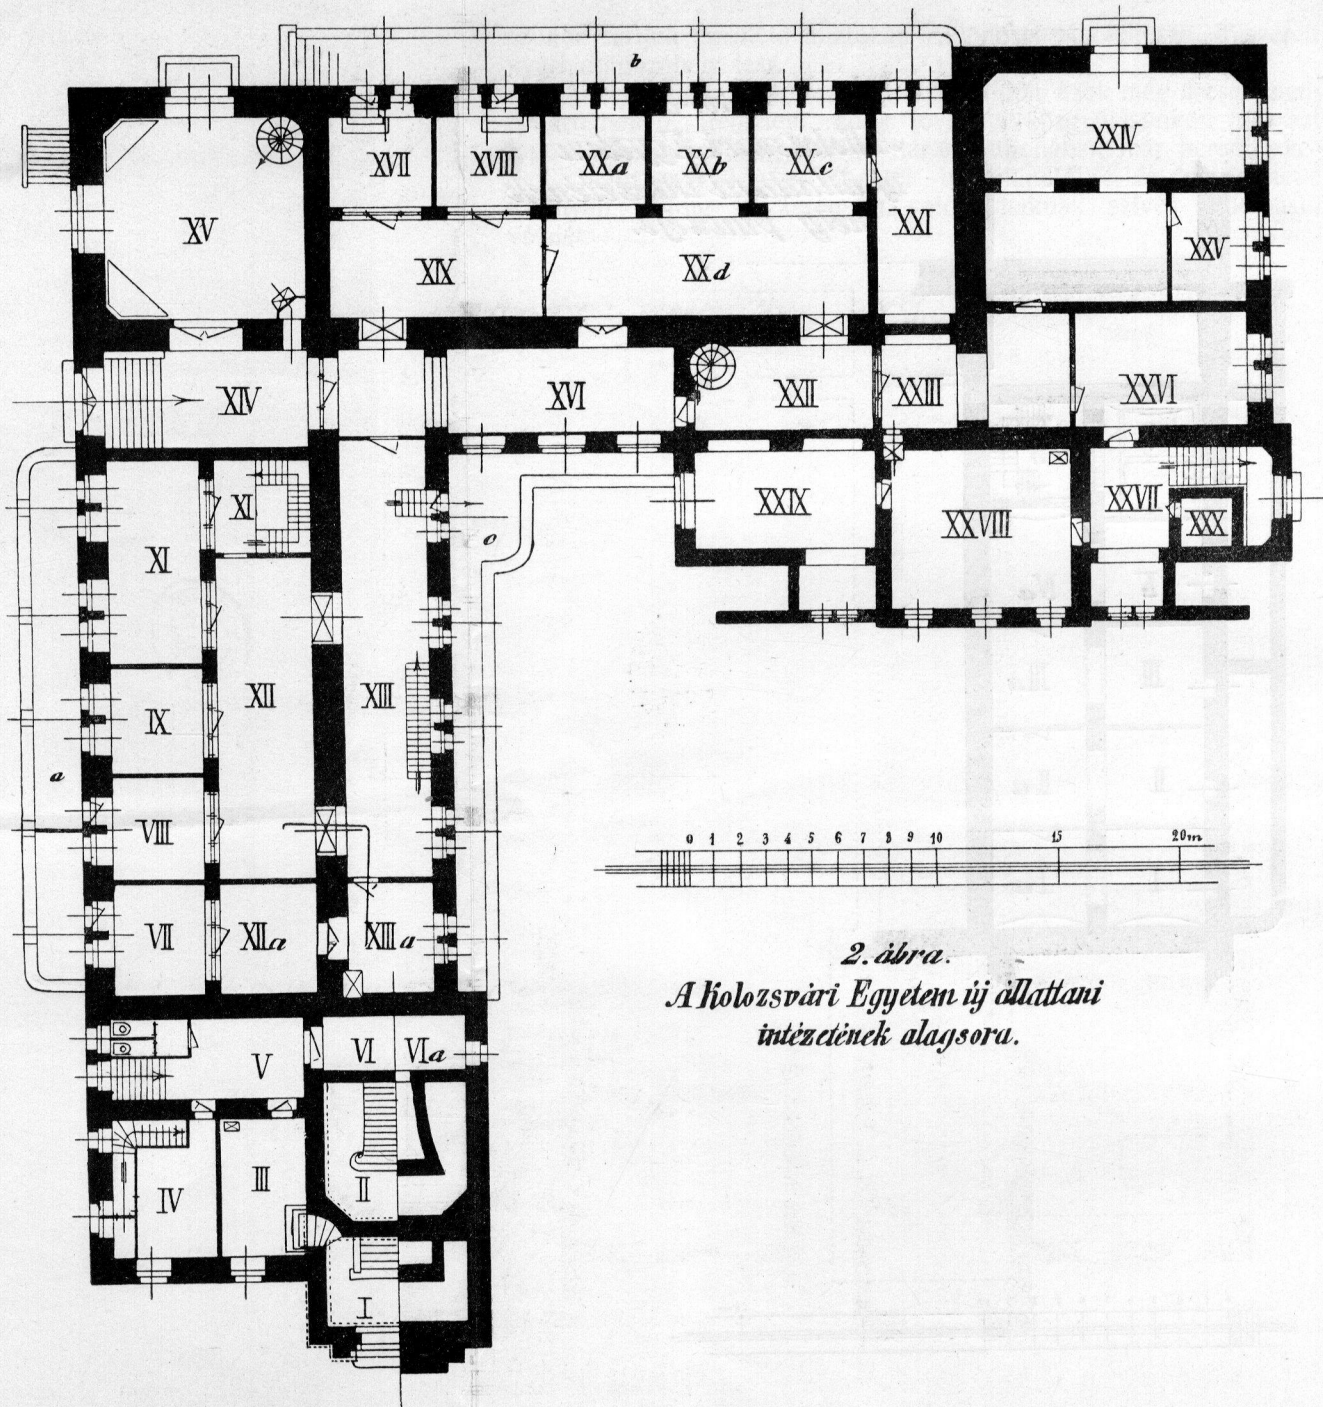 b
XVII XVIII XXa XXb XXc XXIV
XV XXI XXV
XIX XXd
XIV XVI XXII XXIII XXVI
XI XI XXIX XXVIII XXVII XXX
c
XII XIII
IX
a
VIII
VII XIIa XIIIa
V VI VIa
IV III II
I
0 1 2 3 4 5 6 7 8 9 10 15 20m
2. ábra.
A Kolozsvári Egyetem új állattani
intézetének alagsora.